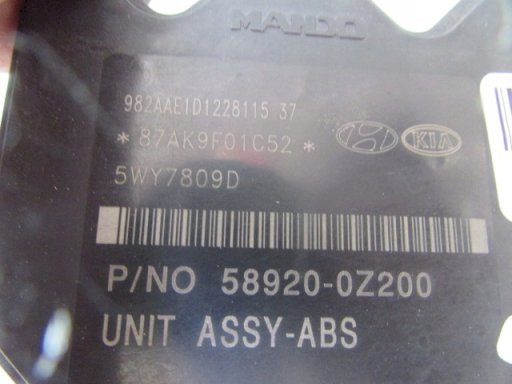 MANDO
982AAE1D1228115 37
*87AK9F01C52*
KIA
5WY7809D
P/NO 58920-0Z200
UNIT ASSY-ABS